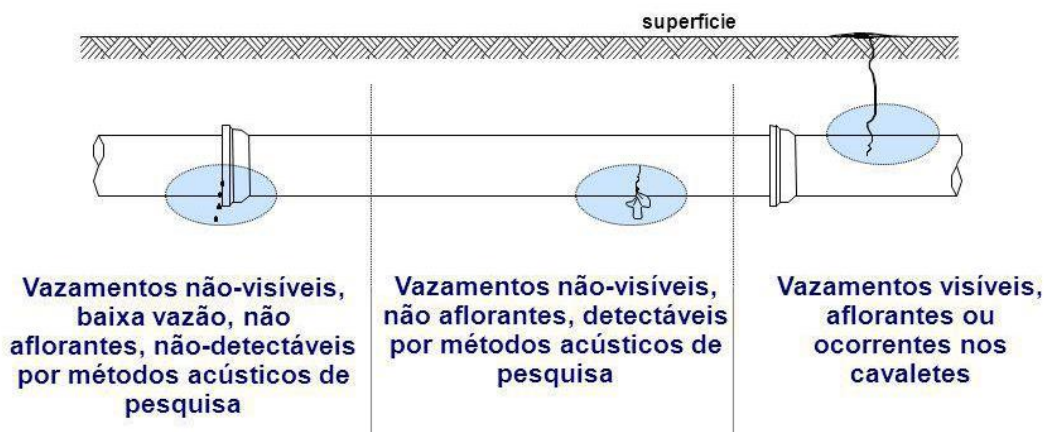 superfície
Vazamentos não-visíveis,
baixa vazão, não
aflorantes, não-detectáveis
por métodos acústicos de
pesquisa
Vazamentos não-visíveis,
não aflorantes, detectáveis
por métodos acústicos de
pesquisa
Vazamentos visíveis,
aflorantes ou
ocorrentes nos
cavaletes